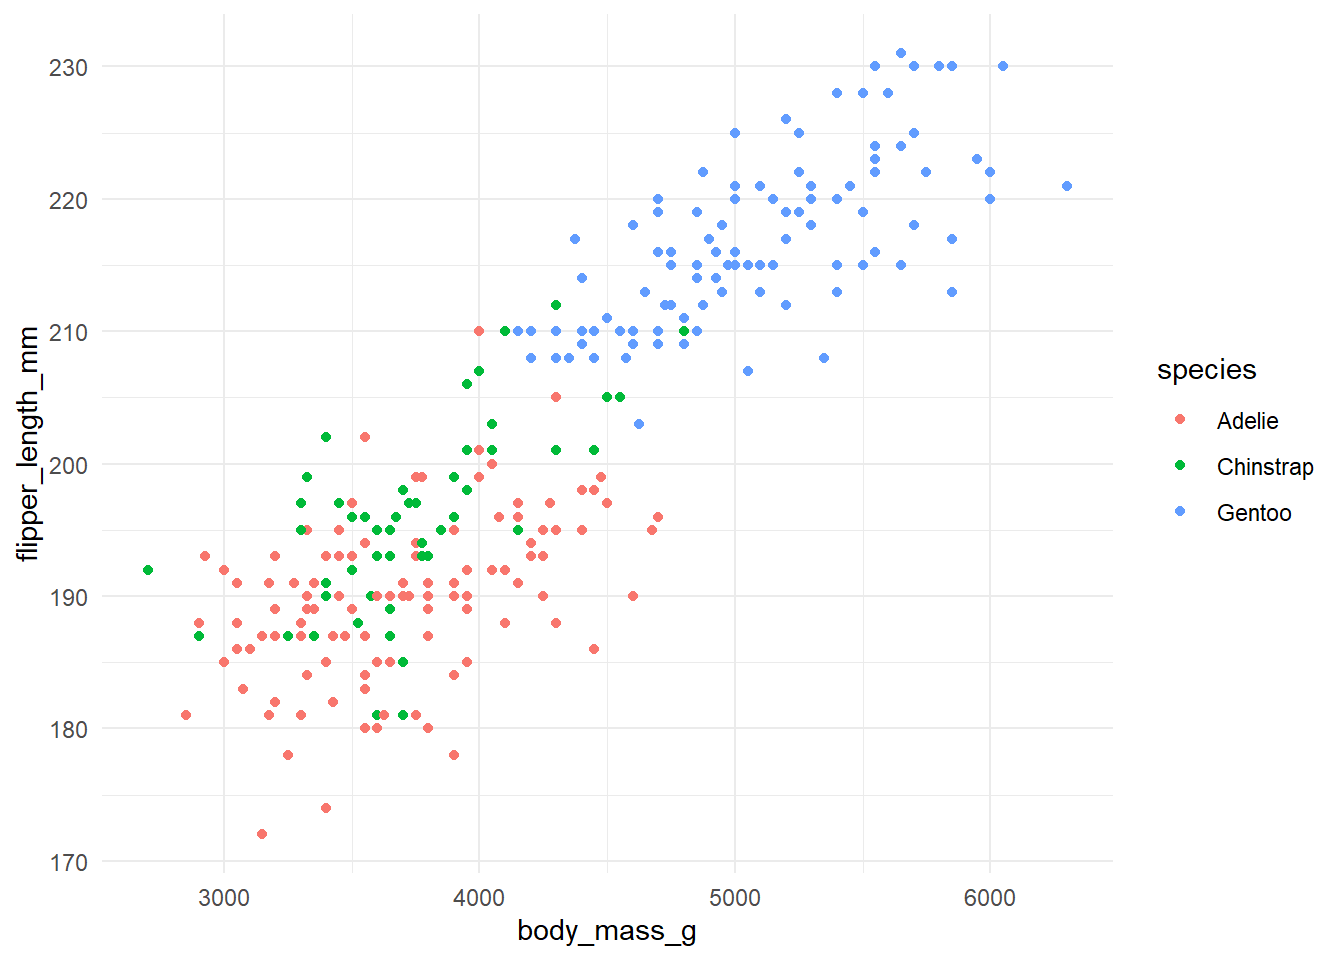 230
220
210
200
190
180
170
flipper_length_mm
3000 4000 5000 6000
body_mass_g
species
Adelie
Chinstrap
Gentoo